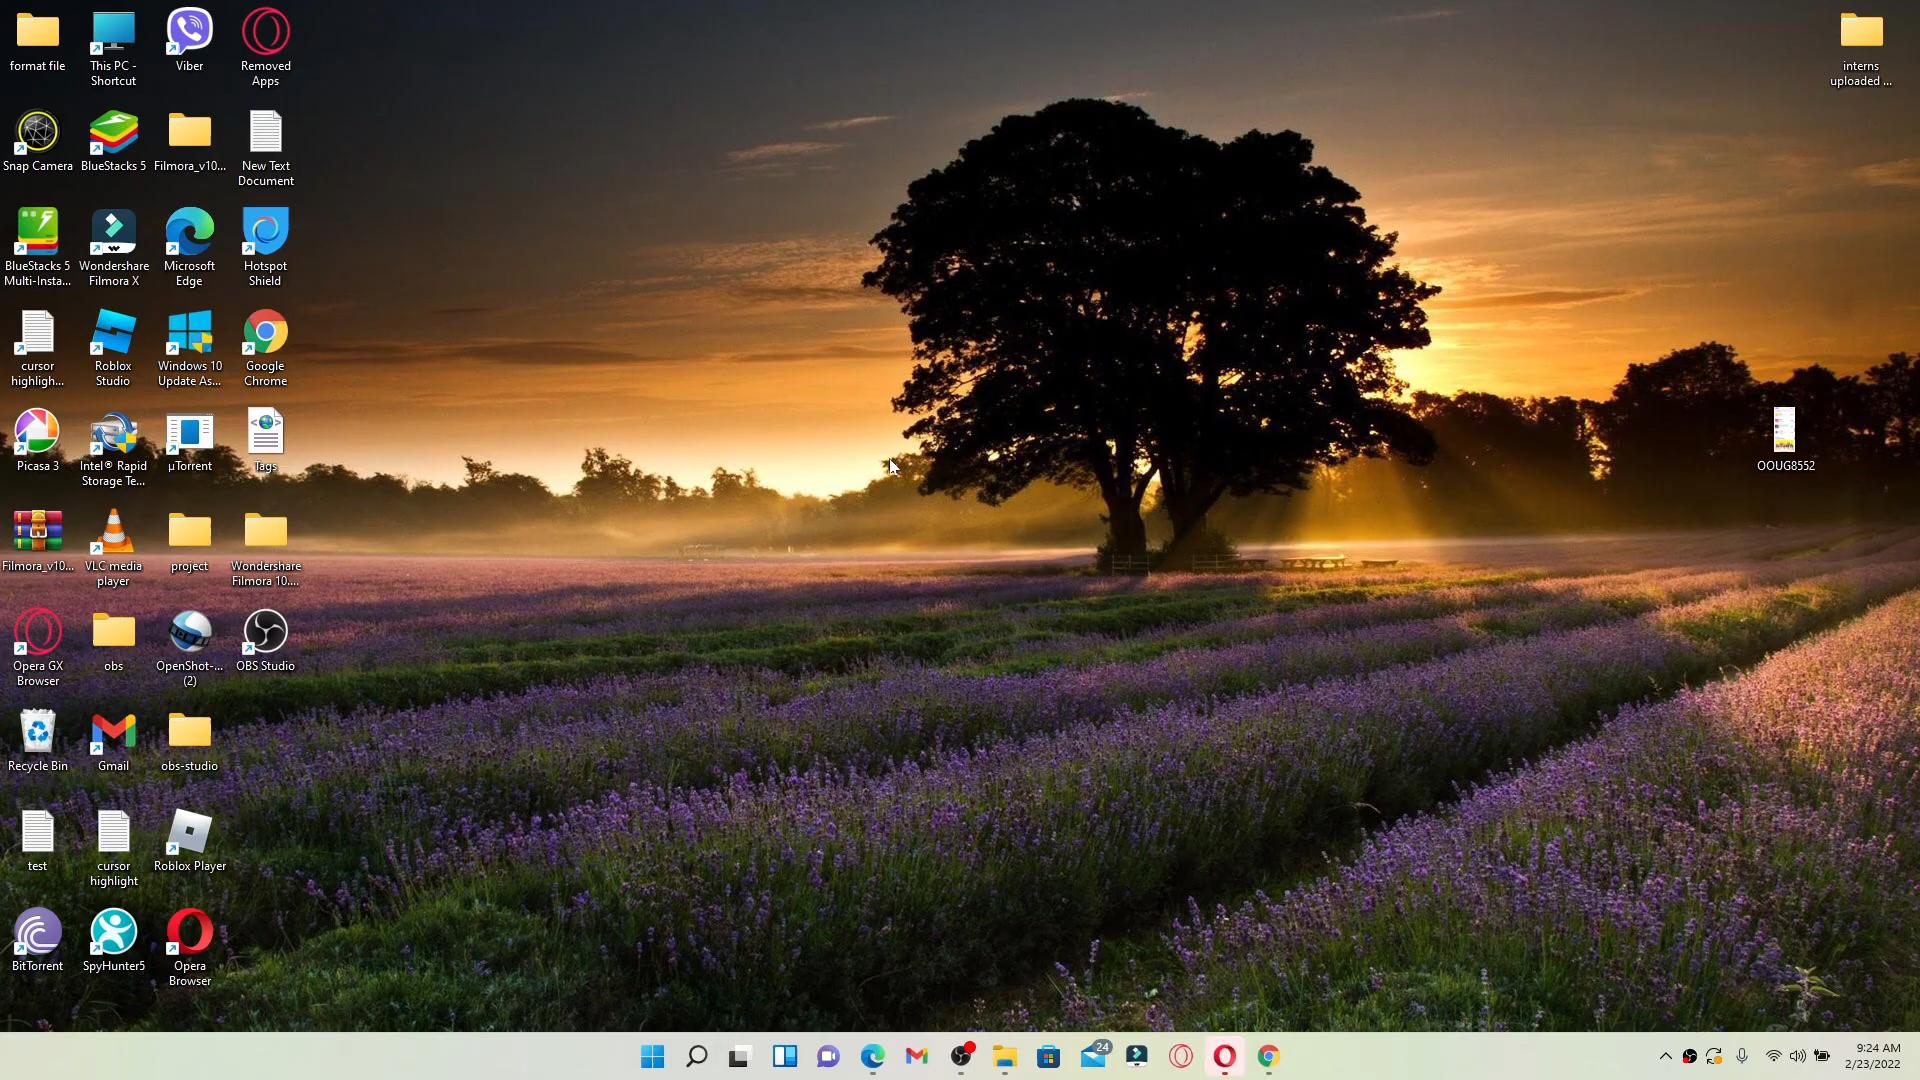 format file
This PC -
Shortcut
Viber
Removed
Apps
interns
uploaded ...
Snap Camera
BlueStacks 5
Filmora_v10...
New Text
Document
BlueStacks 5
Multi-Insta...
Wondershare
Filmora X
Microsoft
Edge
Hotspot
Shield
cursor
highligh...
Roblox
Studio
Windows 10
Update As...
Google
Chrome
Picasa 3
Intel® Rapid
Storage Te...
µTorrent
Tags
OOUG8552
Filmora_v10...
VLC media
player
project
Wondershare
Filmora 10....
Opera GX
Browser
obs
OpenShot-...
(2)
OBS Studio
Recycle Bin
Gmail
obs-studio
test
cursor
highlight
Roblox Player
BitTorrent
SpyHunter5
Opera
Browser
24
9:24 AM
2/23/2022